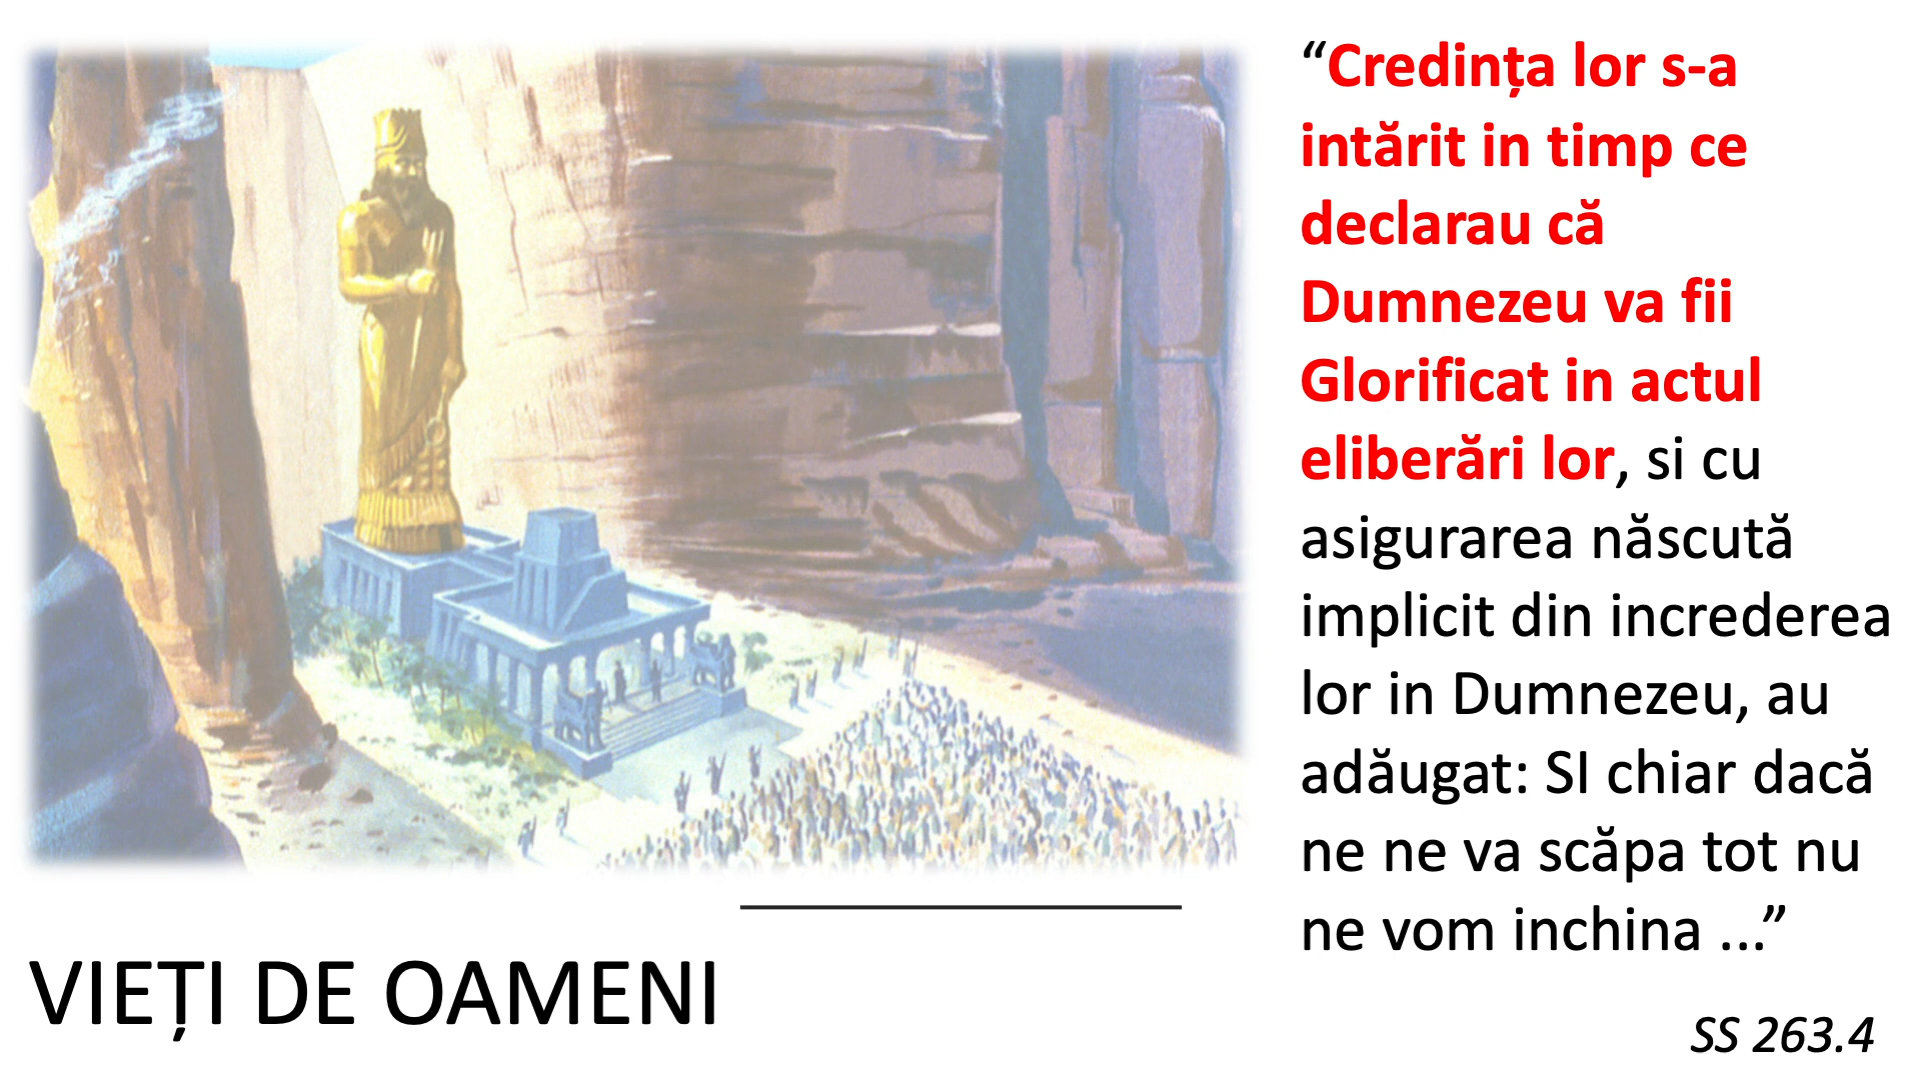 “Credința lor s-a
intărit in timp ce
declarau că
Dumnezeu va fii
Glorificat in actul
eliberări lor, si cu
asigurarea născută
implicit din increderea
lor in Dumnezeu, au
adăugat: SI chiar dacă
ne ne va scăpa tot nu
ne vom inchina ...”
VIEȚI DE OAMENI
SS 263.4